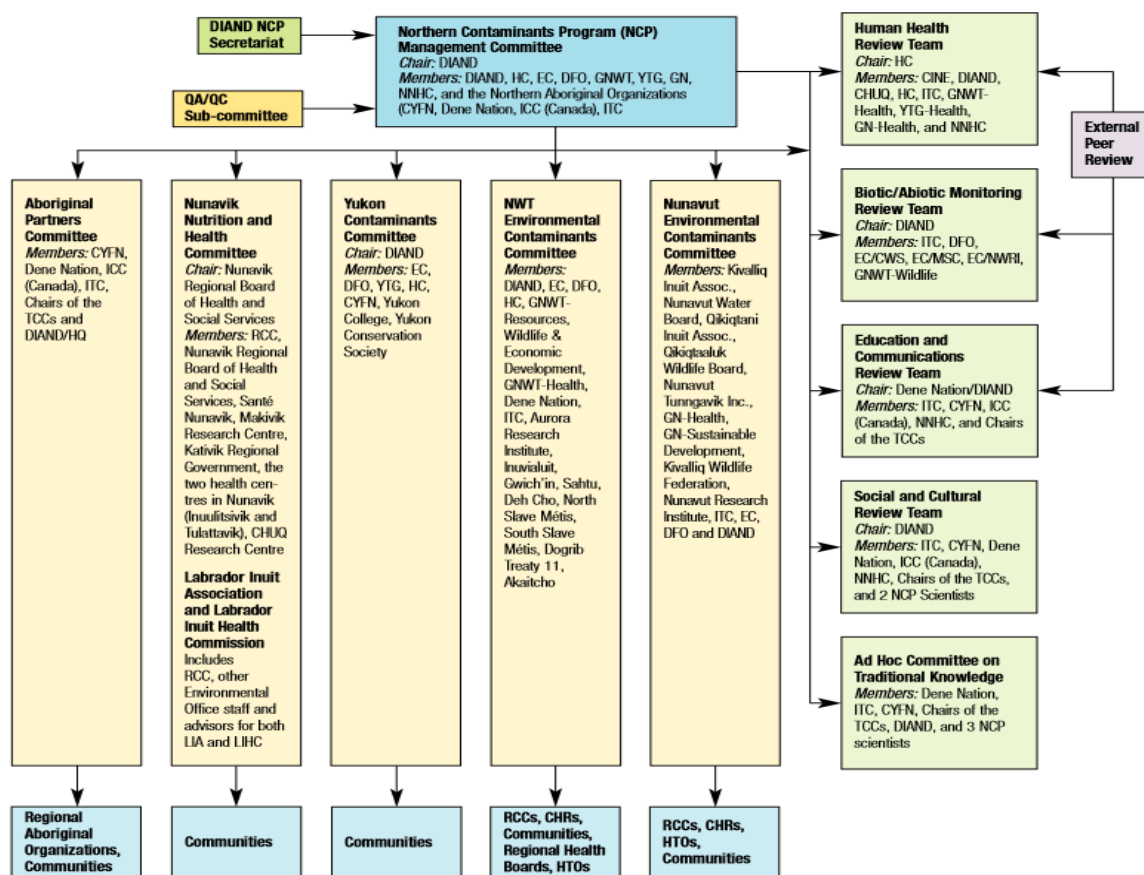 DIAND NCP
Secretariat
Northern Contaminants Program (NCP)
Management Committee
Chair: DIAND
Members: DIAND, HC, EC, DFO, GNWT, YTG, GN,
NNHC, and the Northern Aboriginal Organizations
(CYFN, Dene Nation, ICC (Canada), ITC
QA/QC
Sub-committee
Human Health
Review Team
Chair: HC
Members: CINE, DIAND,
CHUQ, HC, ITC, GNWT-
Health, YTG-Health,
GN-Health, and NNHC
External
Peer
Review
Aboriginal
Partners
Committee
Members: CYFN,
Dene Nation, ICC
(Canada), ITC,
Chairs of the
TCCs and
DIAND/HQ
Nunavik
Nutrition and
Health
Committee
Chair: Nunavik
Regional Board
of Health and
Social Services
Members: RCC,
Nunavik Regional
Board of Health
and Social
Services, Santé
Nunavik, Makivik
Research Centre,
Kativik Regional
Government, the
two health cen-
tres in Nunavik
(Inuulitsivik and
Tulattavik), CHUQ
Research Centre
Labrador Inuit
Association
and Labrador
Inuit Health
Commission
Includes
RCC, other
Environmental
Office staff and
advisors for both
LIA and LIHC
Yukon
Contaminants
Committee
Chair: DIAND
Members: EC,
DFO, YTG, HC,
CYFN, Yukon
College, Yukon
Conservation
Society
NWT
Environmental
Contaminants
Committee
Members:
DIAND, EC, DFO,
HC, GNWT-
Resources,
Wildlife &
Economic
Development,
GNWT-Health,
Dene Nation,
ITC, Aurora
Research
Institute,
Inuvialuit,
Gwich'in, Sahtu,
Deh Cho, North
Slave Métis,
South Slave
Métis, Dogrib
Treaty 11,
Akaitcho
Nunavut
Environmental
Contaminants
Committee
Members: Kivalliq
Inuit Assoc.,
Nunavut Water
Board, Qikiqtani
Inuit Assoc.,
Qikiqtaaluk
Wildlife Board,
Nunavut
Tunngavik Inc.,
GN-Health,
GN-Sustainable
Development,
Kivalliq Wildlife
Federation,
Nunavut Research
Institute, ITC, EC,
DFO and DIAND
Biotic/Abiotic Monitoring
Review Team
Chair: DIAND
Members: ITC, DFO,
EC/CWS, EC/MSC, EC/NWRI,
GNWT-Wildlife
Education and
Communications
Review Team
Chair: Dene Nation/DIAND
Members: ITC, CYFN, ICC
(Canada), NNHC, and Chairs
of the TCCs
Social and Cultural
Review Team
Chair: DIAND
Members: ITC, CYFN, Dene
Nation, ICC (Canada),
NNHC, Chairs of the TCCs,
and 2 NCP Scientists
Ad Hoc Committee on
Traditional Knowledge
Members: Dene Nation,
ITC, CYFN, Chairs of the
TCCs, DIAND, and 3 NCP
scientists
Regional
Aboriginal
Organizations,
Communities
Communities
Communities
RCCs, CHRs,
Communities,
Regional Health
Boards, HTOs
RCCs, CHRs,
HTOs,
Communities